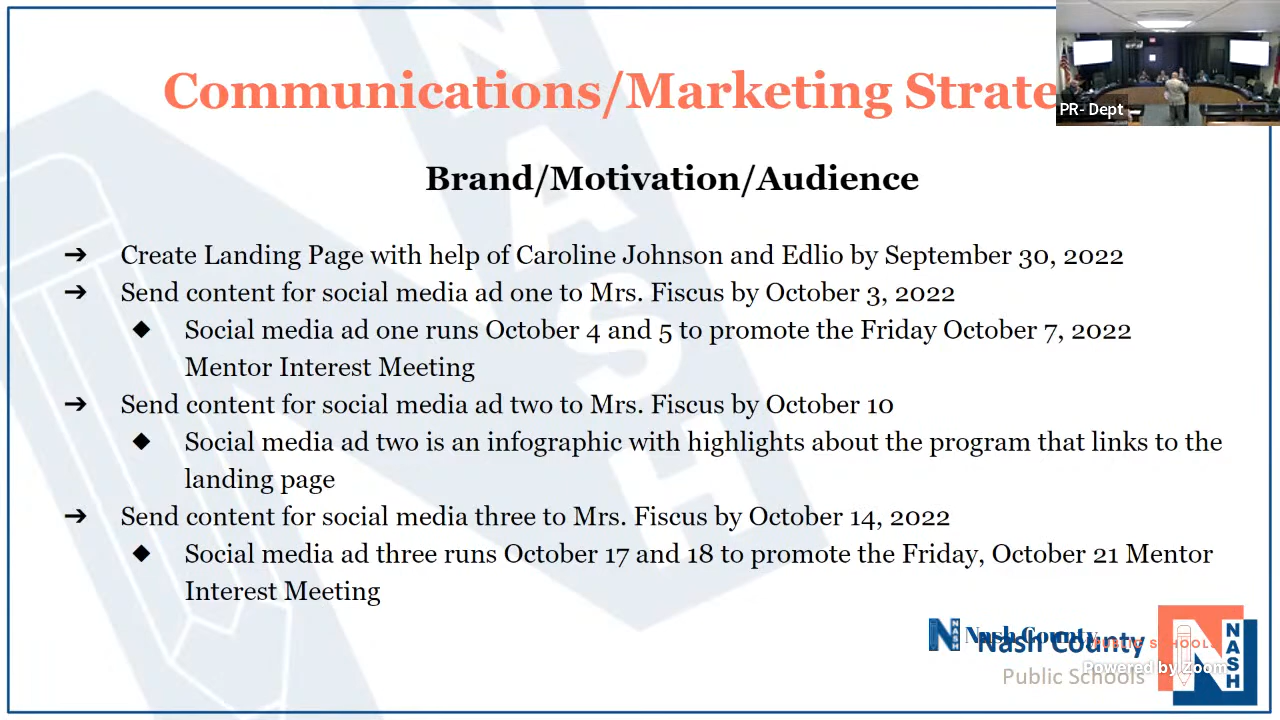 Communications/Marketing Strate
PR- Dept
Brand/Motivation/Audience
➔ Create Landing Page with help of Caroline Johnson and Edlio by September 30, 2022
➔ Send content for social media ad one to Mrs. Fiscus by October 3, 2022
◆ Social media ad one runs October 4 and 5 to promote the Friday October 7, 2022
Mentor Interest Meeting
➔ Send content for social media ad two to Mrs. Fiscus by October 10
◆ Social media ad two is an infographic with highlights about the program that links to the
landing page
➔ Send content for social media three to Mrs. Fiscus by October 14, 2022
◆ Social media ad three runs October 17 and 18 to promote the Friday, October 21 Mentor
Interest Meeting
NASH
Nash County
PUBLIC SCHOOLS
Nash County
Public Schools
Powered by Zoom
N NASH